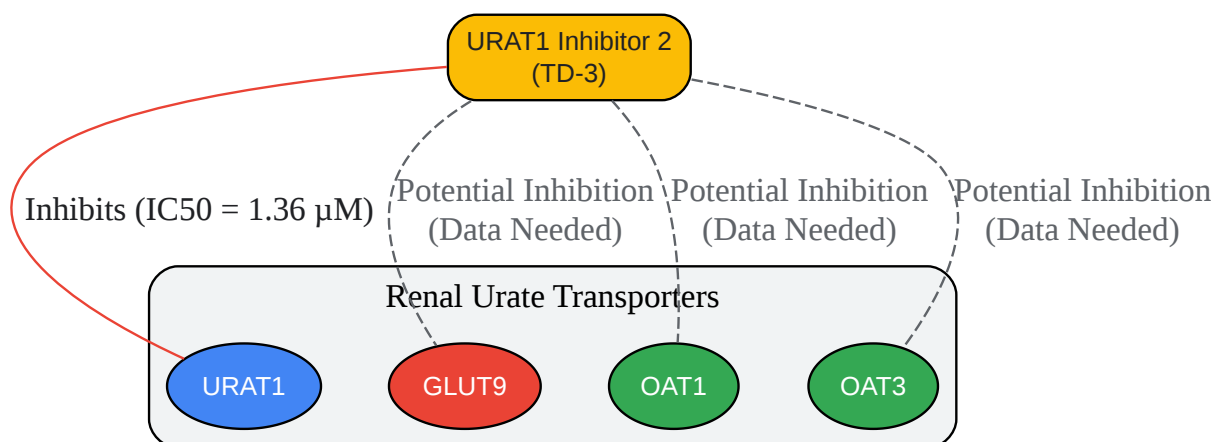 URAT1 Inhibitor 2
(TD-3)
Inhibits (IC50 = 1.36 µM)
Potential Inhibition
(Data Needed)
Potential Inhibition
(Data Needed)
Potential Inhibition
(Data Needed)
Renal Urate Transporters
URAT1
GLUT9
OAT1
OAT3